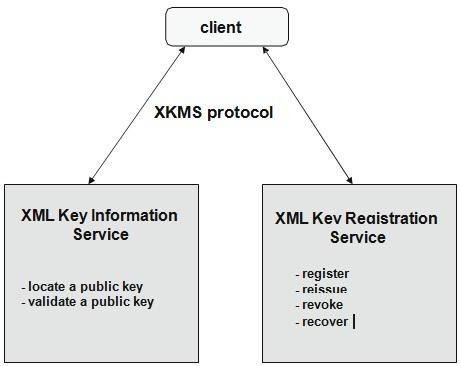 client
XKMS protocol
XML Key Information
Service
- locate a public key
- validate a public key
XML Key Registration
Service
- register
- reissue
- revoke
- recover